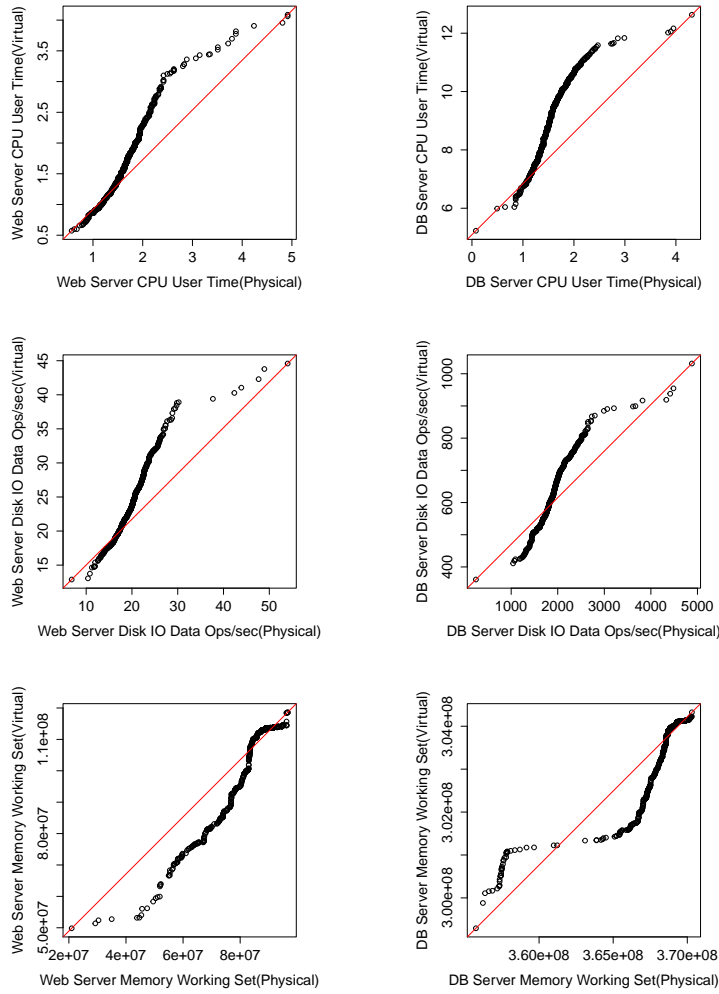 Web Server CPU User Time(Virtual)
0.5 1.5 2.5 3.5
1 2 3 4 5
Web Server CPU User Time(Physical)
DB Server CPU User Time(Virtual)
6 8 10 12
0 1 2 3 4
DB Server CPU User Time(Physical)
Web Server Disk IO Data Ops/sec(Virtual)
15 20 25 30 35 40 45
10 20 30 40 50
Web Server Disk IO Data Ops/sec(Physical)
DB Server Disk IO Data Ops/sec(Virtual)
400 600 800 1000
1000 2000 3000 4000 5000
DB Server Disk IO Data Ops/sec(Physical)
Web Server Memory Working Set(Virtual)
5.0e+07 8.0e+07 1.1e+08
2e+07 4e+07 6e+07 8e+07
Web Server Memory Working Set(Physical)
DB Server Memory Working Set(Virtual)
3.00e+08 3.02e+08 3.04e+08
3.60e+08 3.65e+08 3.70e+08
DB Server Memory Working Set(Physical)